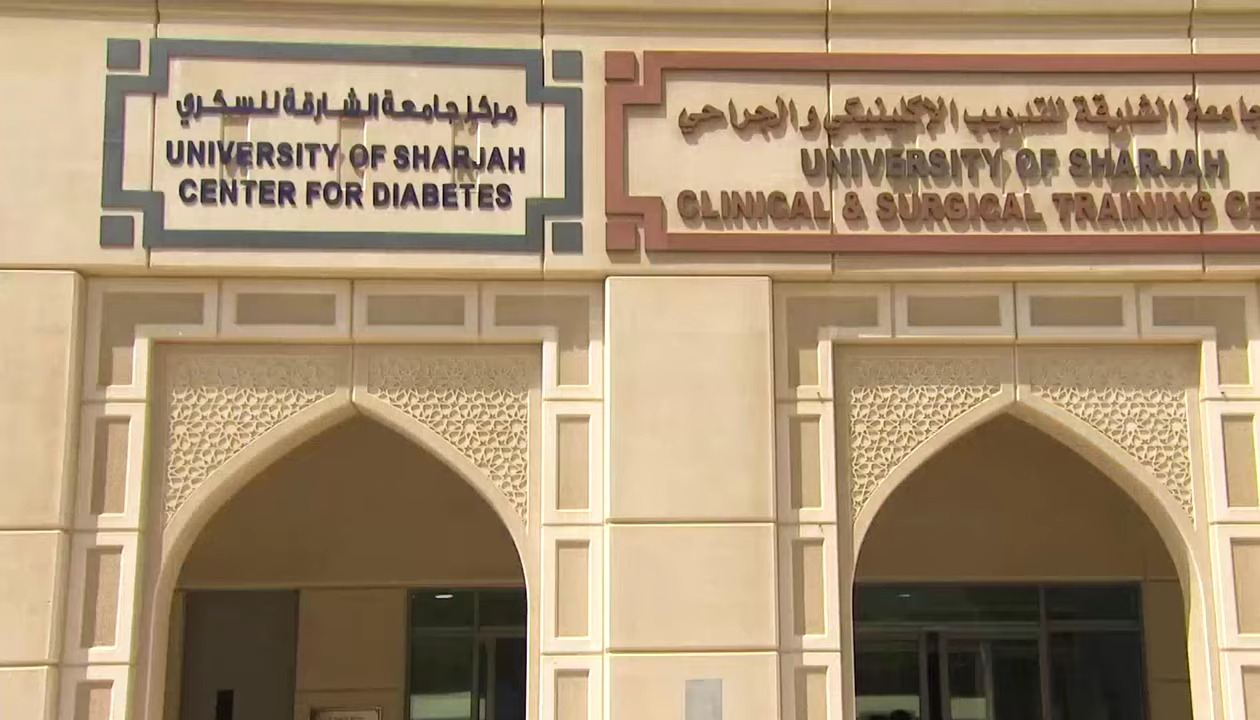 مركز جامعة الشارقة للسكري
UNIVERSITY OF SHARJAH
CENTER FOR DIABETES
الشارقة للتدريب الإكلينيكي والجراحي
UNIVERSITY OF SHARJAH
CLINICAL & SURGICAL TRAINING